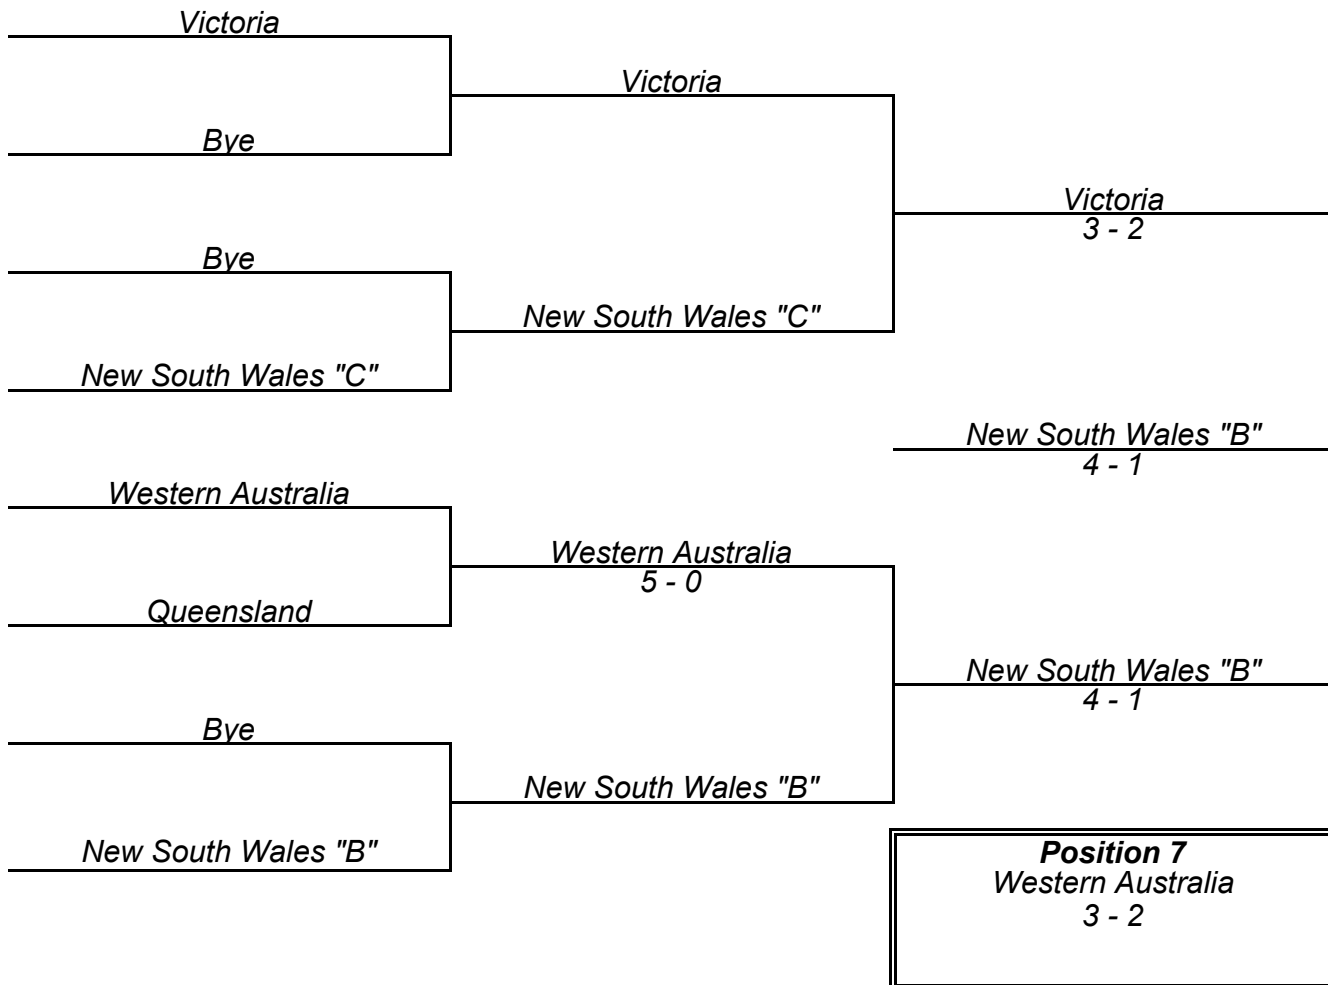 Victoria
Victoria
Bye
Victoria
3 - 2
Bye
New South Wales "C"
New South Wales "C"
New South Wales "B"
4 - 1
Western Australia
Western Australia
5 - 0
Queensland
New South Wales "B"
4 - 1
Bye
New South Wales "B"
New South Wales "B"
Position 7
Western Australia
3 - 2